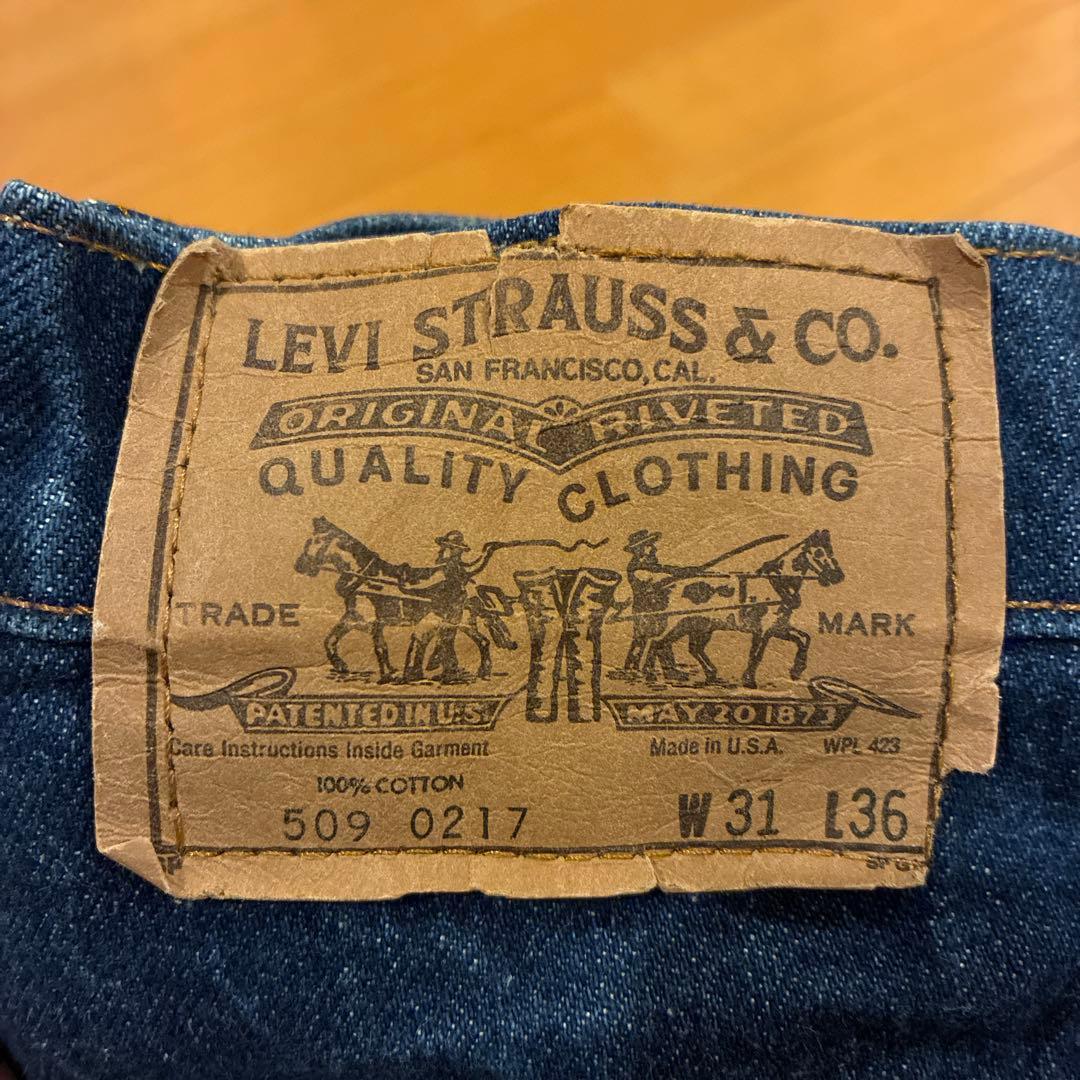 LEVI STRAUSS & CO.
SAN FRANCISCO, CAL.
ORIGINAL RIVETED
QUALITY CLOTHING
TRADE MARK
PATENTED IN U.S. MAY 20 1873
Care Instructions Inside Garment Made in U.S.A. WPL 423
100% COTTON
509 0217 W 31 L36